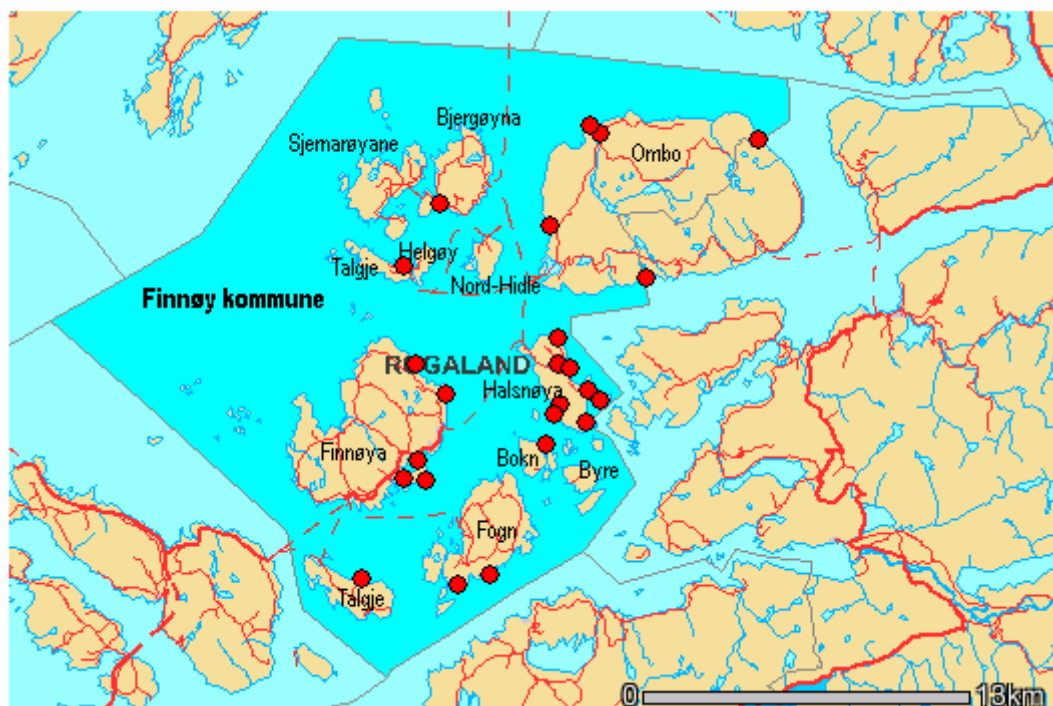 Bjergøyna
Sjernarøyane
Ombo
Helgøy
Talgje
Nord-Hidle
Finnøy kommune
ROGALAND
Halsnøya
Finnøya
Bokn
Byre
Fogn
Talgje
0 13km